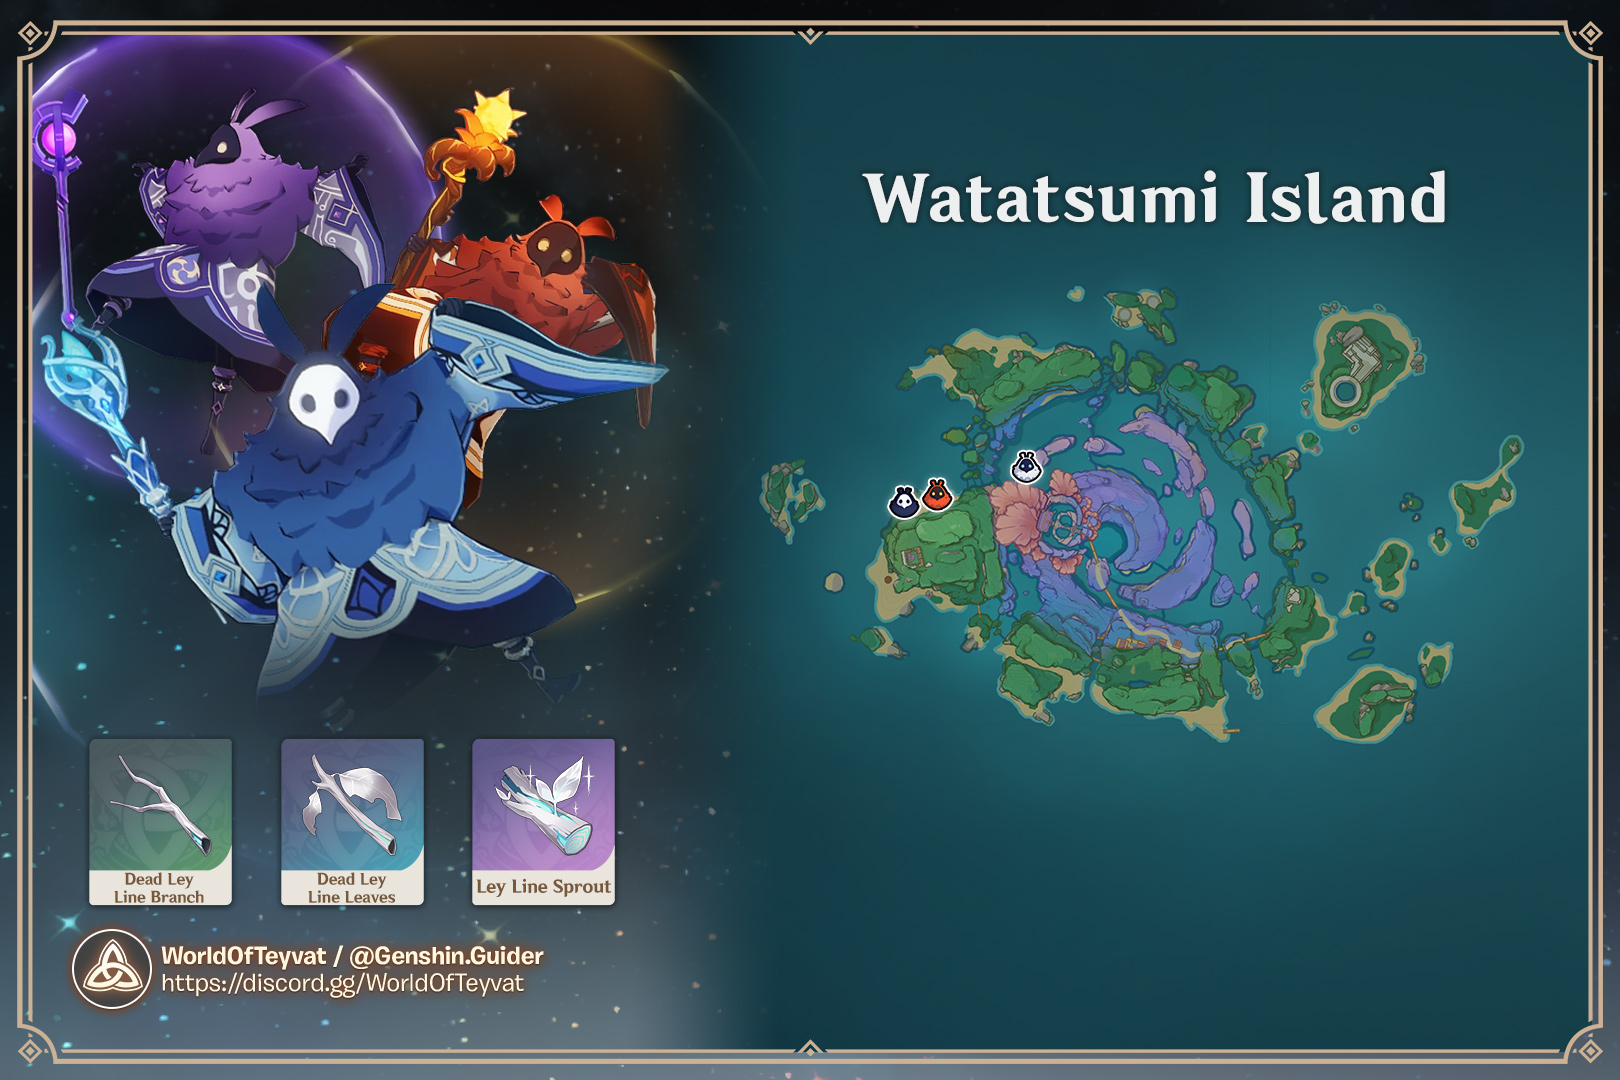 Watatsumi Island
Dead Ley
Line Branch
Dead Ley
Line Leaves
Ley Line Sprout
WorldOfTeyvat / @Genshin.Guider
https://discord.gg/WorldOfTeyvat